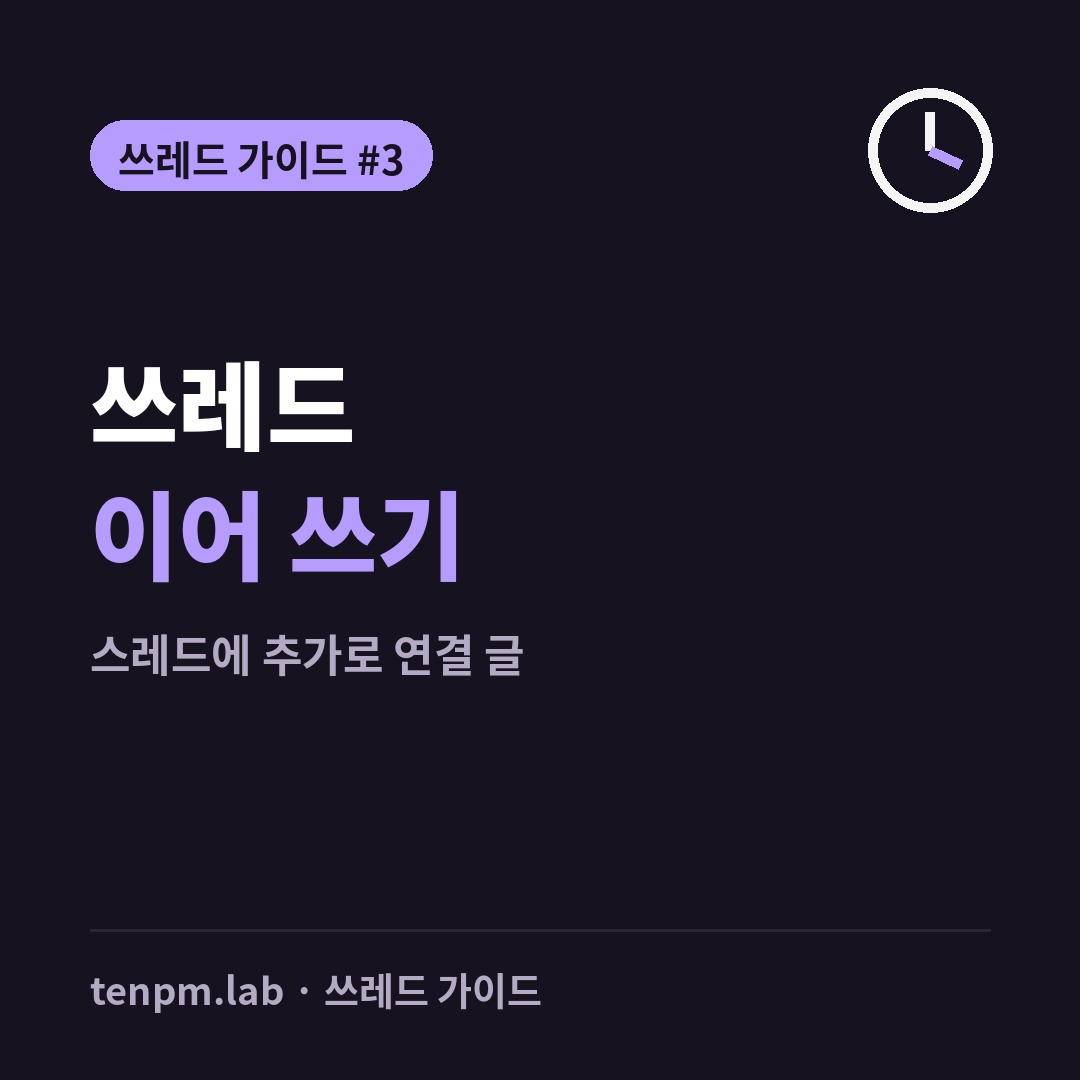 쓰레드 가이드 #3
쓰레드
이어 쓰기
스레드에 추가로 연결 글
tenpm.lab · 쓰레드 가이드